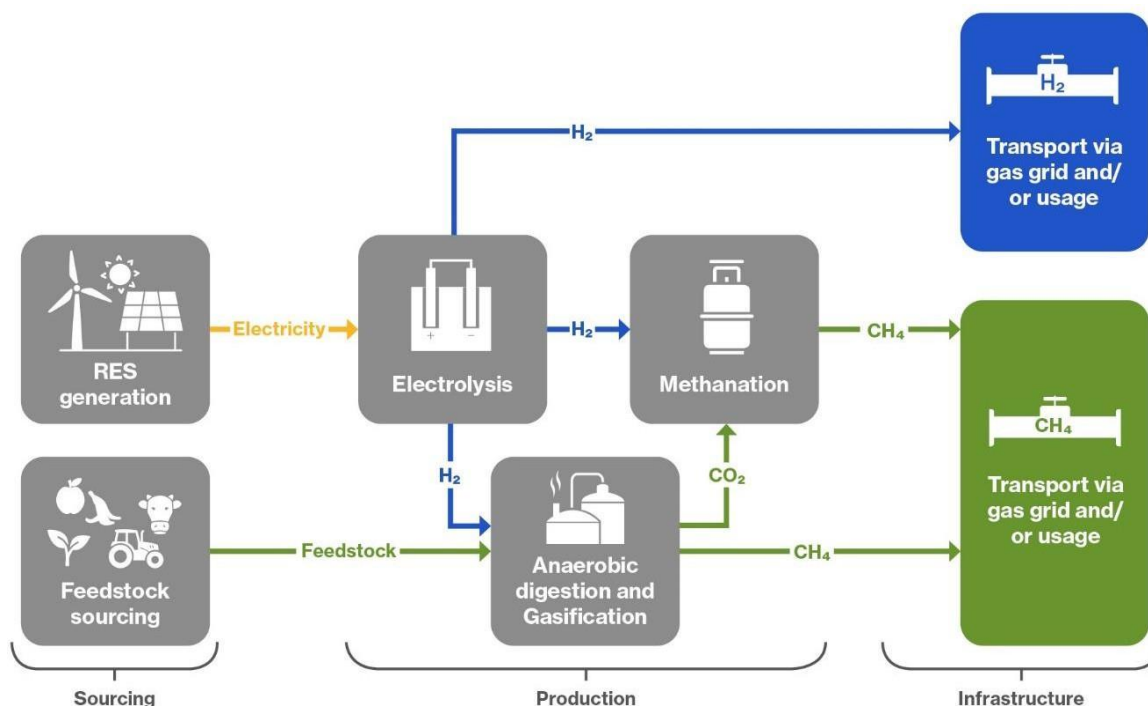 H₂
Transport via
gas grid and/
or usage
H₂
RES
generation
Electricity
+ −
Electrolysis
H₂
Methanation
CH₄
CH₄
Transport via
gas grid and/
or usage
H₂
CO₂
Feedstock
sourcing
Feedstock
Anaerobic
digestion and
Gasification
CH₄
Sourcing
Production
Infrastructure